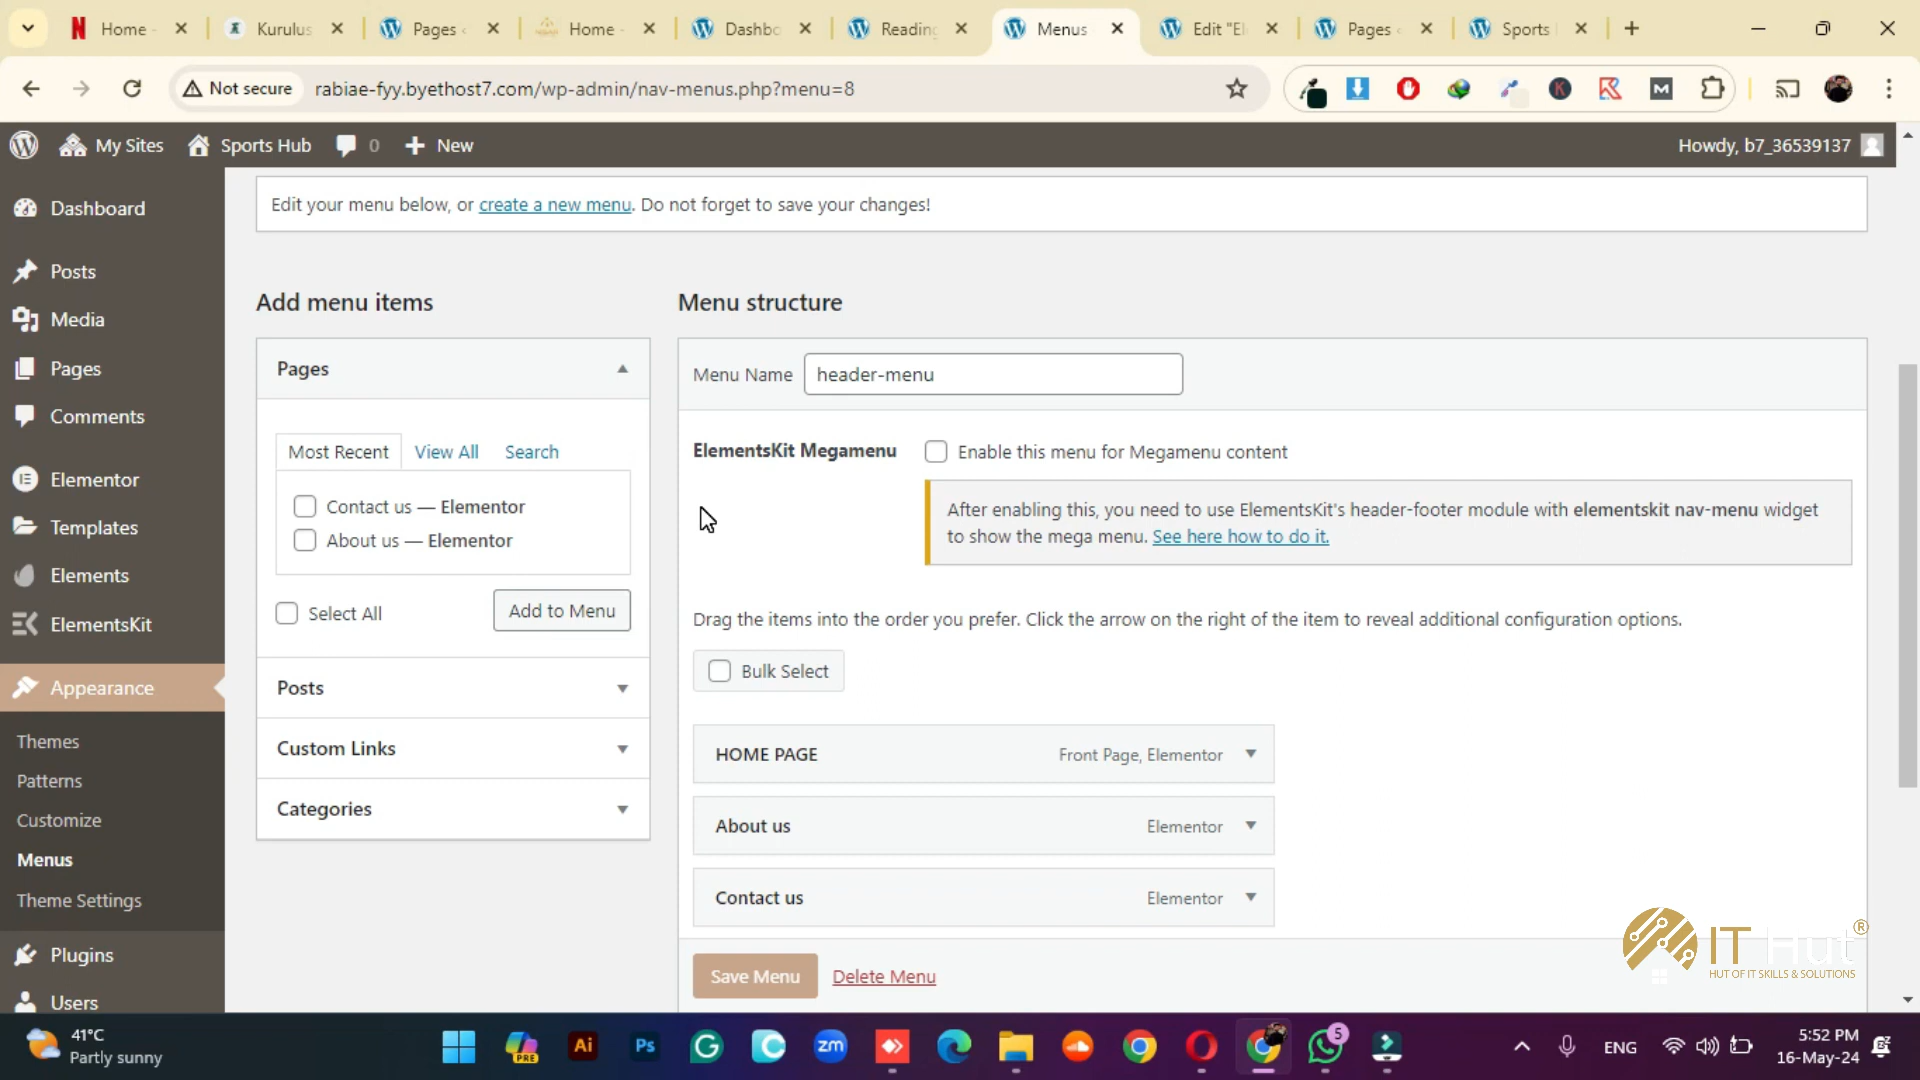 Home -
Kurulus
Pages ‹
Home -
Dashbo
Reading
Menus
Edit "El
Pages ‹
Sports
Not secure
rabiae-fyy.byethost7.com/wp-admin/nav-menus.php?menu=8
My Sites
Sports Hub
0
New
Howdy, b7_36539137
Dashboard
Posts
Media
Pages
Comments
Elementor
Templates
Elements
ElementsKit
Appearance
Themes
Patterns
Customize
Menus
Theme Settings
Plugins
Users
Edit your menu below, or create a new menu. Do not forget to save your changes!
Add menu items
Pages
Most Recent
View All
Search
Contact us — Elementor
About us — Elementor
Select All
Add to Menu
Posts
Custom Links
Categories
Menu structure
Menu Name
header-menu
ElementsKit Megamenu
Enable this menu for Megamenu content
After enabling this, you need to use ElementsKit's header-footer module with elementskit nav-menu widget
to show the mega menu. See here how to do it.
Drag the items into the order you prefer. Click the arrow on the right of the item to reveal additional configuration options.
Bulk Select
HOME PAGE
Front Page, Elementor
About us
Elementor
Contact us
Elementor
Save Menu
Delete Menu
IT Hut®
HUT OF IT SKILLS & SOLUTIONS
41°C
Partly sunny
PRE
Ai
Ps
zm
5
ENG
5:52 PM
16-May-24